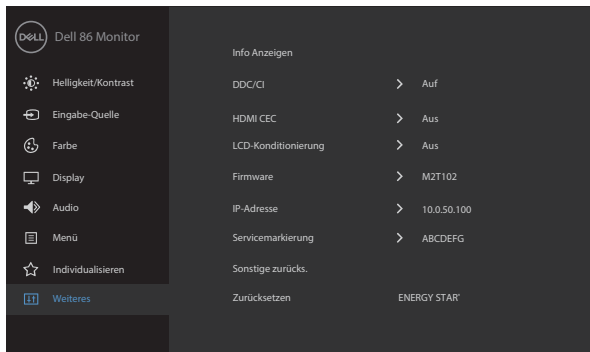 DELL Dell 86 Monitor
Helligkeit/Kontrast
Eingabe-Quelle
Farbe
Display
Audio
Menü
Individualisieren
Weiteres
Info Anzeigen
DDC/CI > Auf
HDMI CEC > Aus
LCD-Konditionierung > Aus
Firmware > M2T102
IP-Adresse > 10.0.50.100
Servicemarkierung > ABCDEFG
Sonstige zurücks.
Zurücksetzen ENERGY STAR®